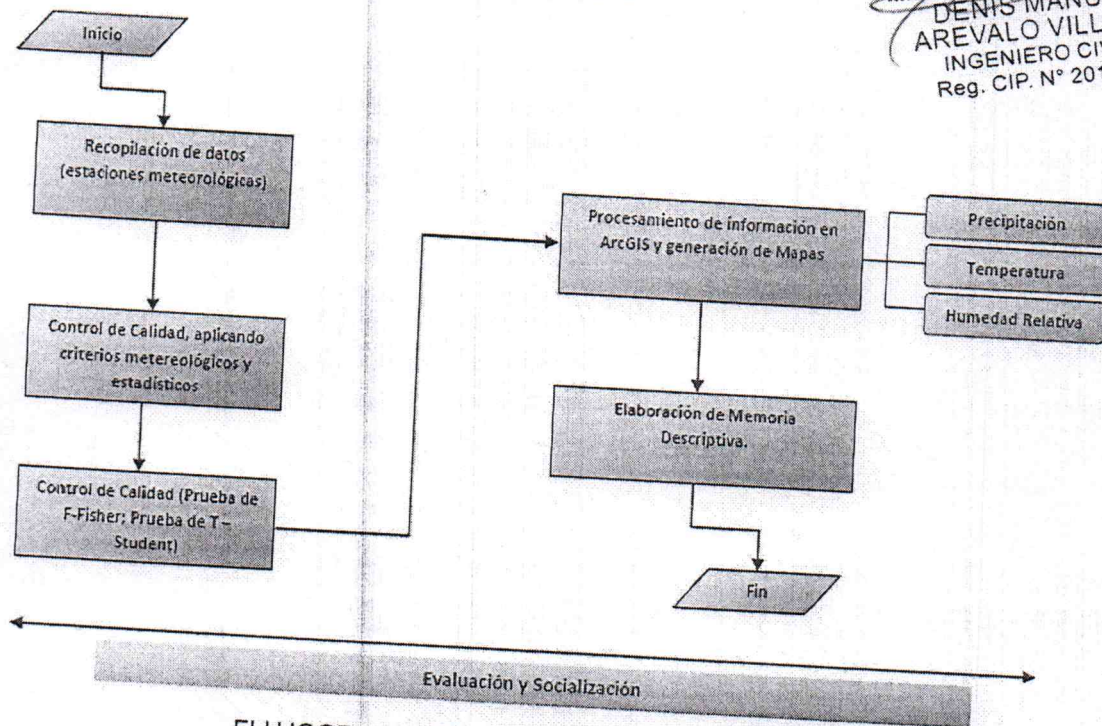 DENIS MANU
AREVALO VILL
INGENIERO CIV
Reg. CIP. N° 201
Inicio
Recopilación de datos
(estaciones meteorológicas)
Control de Calidad, aplicando
criterios metereológicos y
estadísticos
Control de Calidad (Prueba de
F-Fisher; Prueba de T –
Student)
Procesamiento de información en
ArcGIS y generación de Mapas
Precipitación
Temperatura
Humedad Relativa
Elaboración de Memoria
Descriptiva.
Fin
Evaluación y Socialización